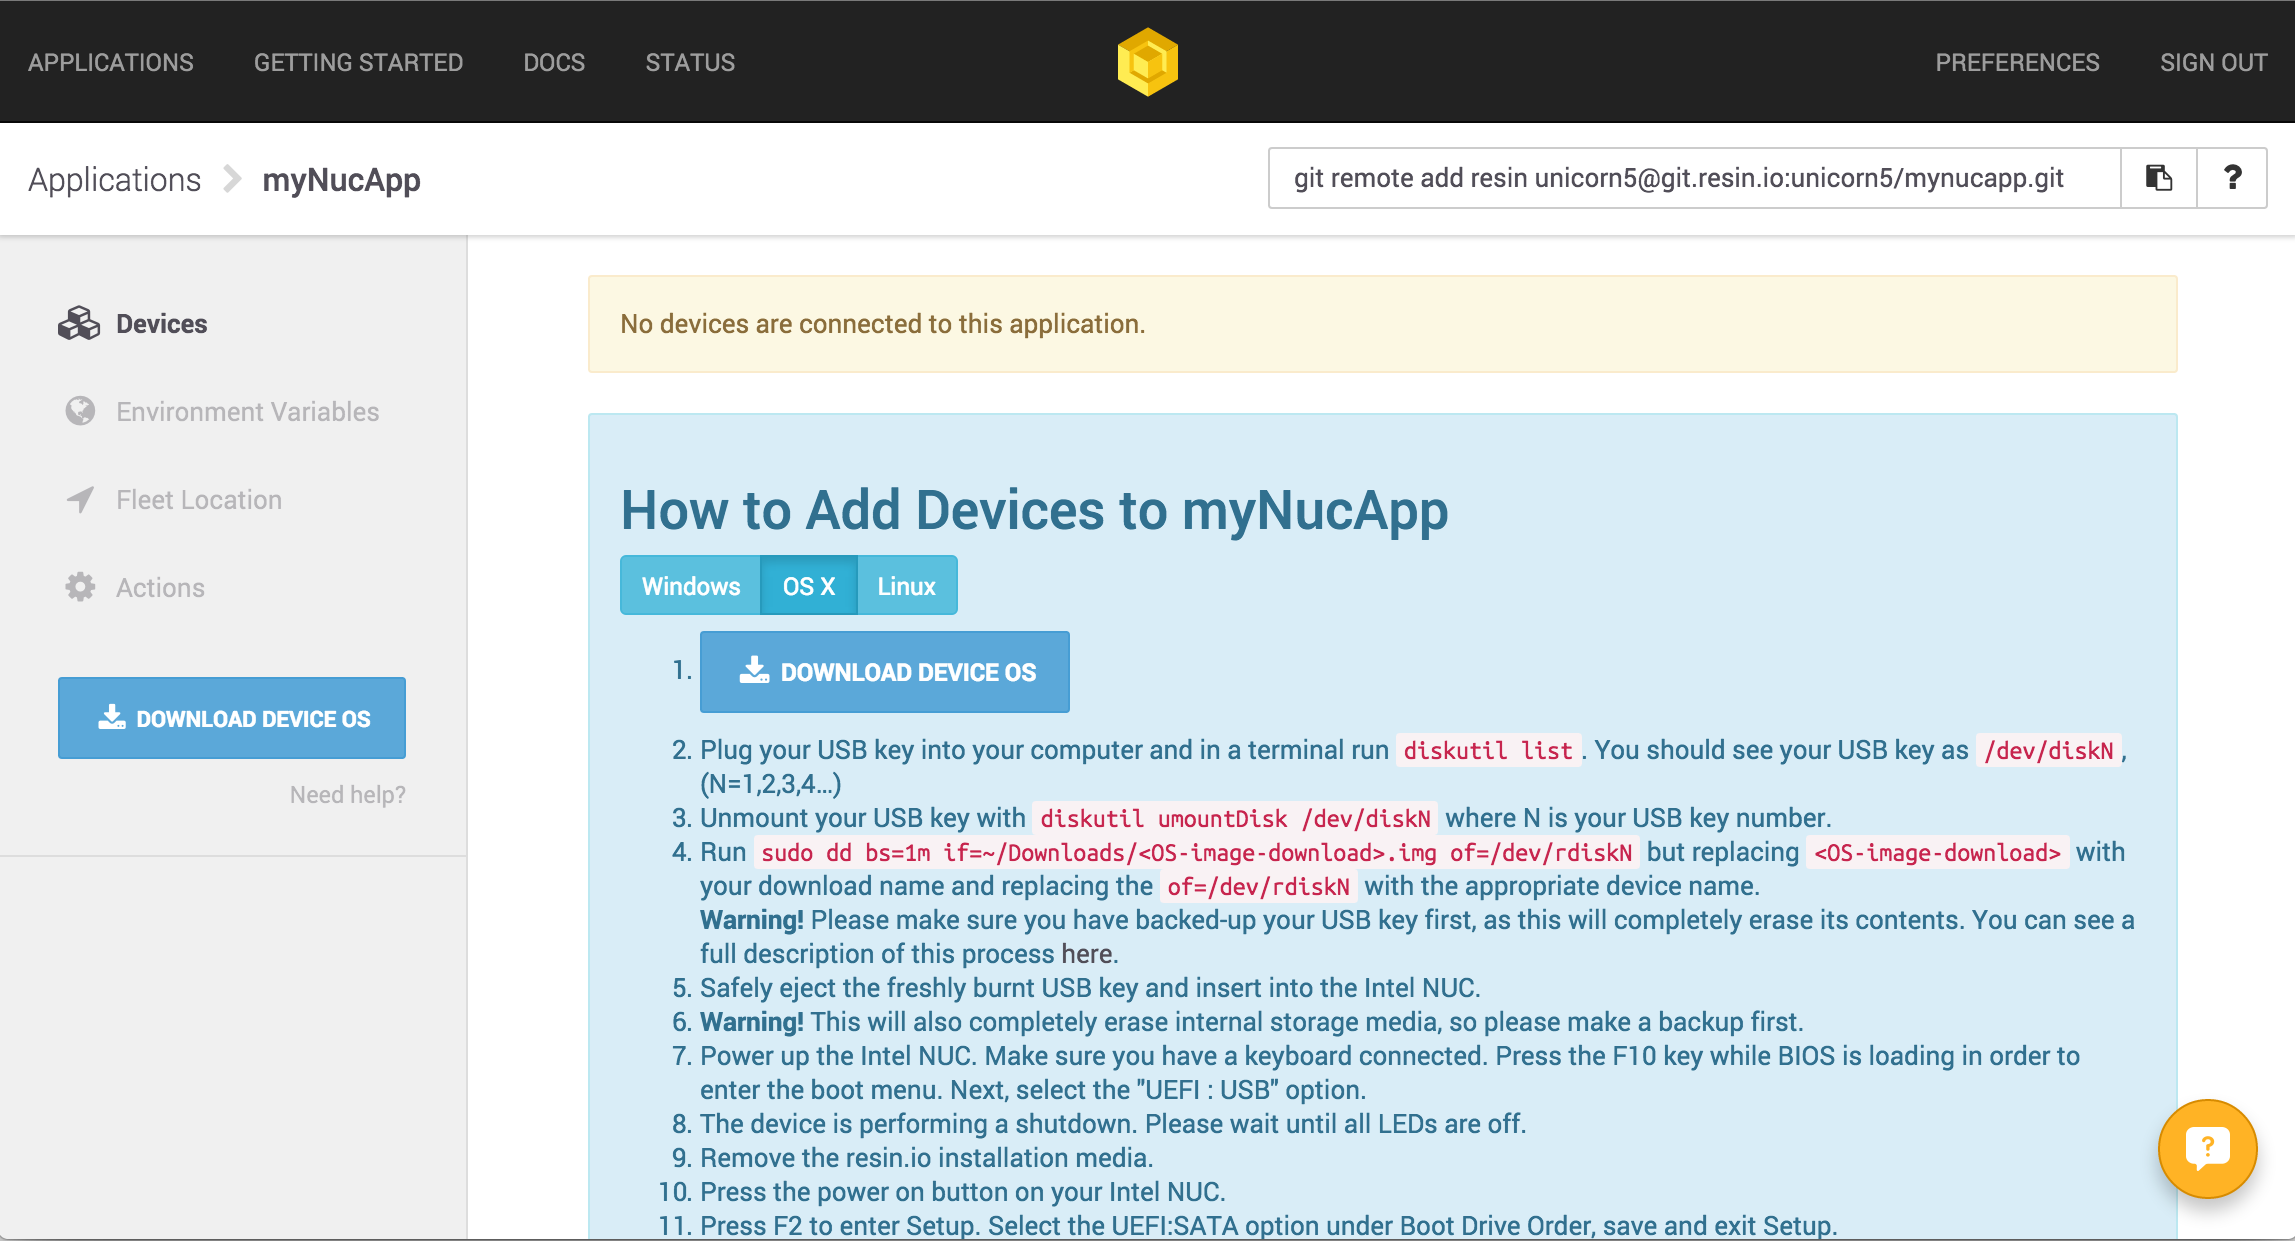 APPLICATIONS GETTING STARTED DOCS STATUS PREFERENCES SIGN OUT
Applications myNucApp git remote add resin unicorn5@git.resin.io:unicorn5/mynucapp.git ?
Devices
Environment Variables
Fleet Location
Actions
DOWNLOAD DEVICE OS
Need help?
No devices are connected to this application.
How to Add Devices to myNucApp
Windows OS X Linux
1. DOWNLOAD DEVICE OS
2. Plug your USB key into your computer and in a terminal run diskutil list. You should see your USB key as /dev/diskN,
(N=1,2,3,4...)
3. Unmount your USB key with diskutil umountDisk /dev/diskN where N is your USB key number.
4. Run sudo dd bs=1m if=~/Downloads/<OS-image-download>.img of=/dev/rdiskN but replacing <OS-image-download> with
your download name and replacing the of=/dev/rdiskN with the appropriate device name.
Warning! Please make sure you have backed-up your USB key first, as this will completely erase its contents. You can see a
full description of this process here.
5. Safely eject the freshly burnt USB key and insert into the Intel NUC.
6. Warning! This will also completely erase internal storage media, so please make a backup first.
7. Power up the Intel NUC. Make sure you have a keyboard connected. Press the F10 key while BIOS is loading in order to
enter the boot menu. Next, select the "UEFI : USB" option.
8. The device is performing a shutdown. Please wait until all LEDs are off.
9. Remove the resin.io installation media.
10. Press the power on button on your Intel NUC.
11. Press F2 to enter Setup. Select the UEFI:SATA option under Boot Drive Order, save and exit Setup.
?